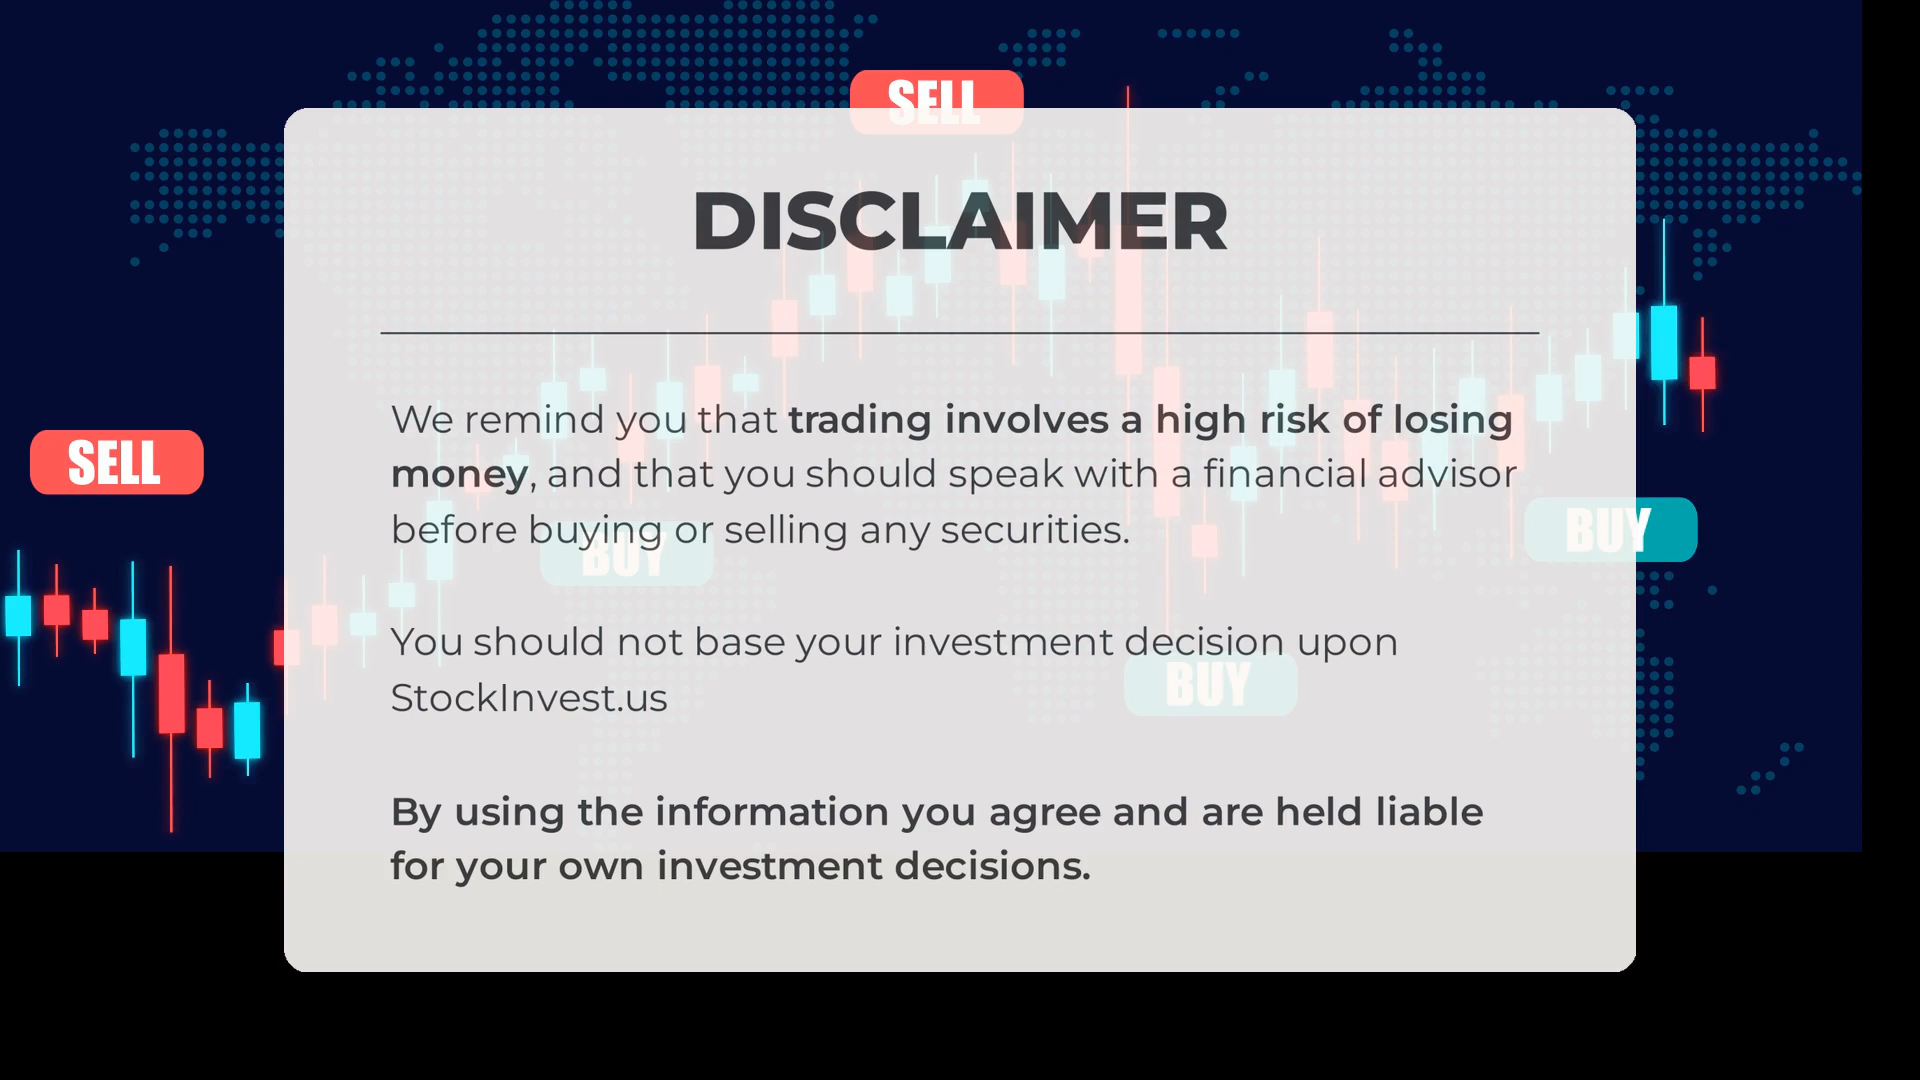 SELL
DISCLAIMER
We remind you that trading involves a high risk of losing
money, and that you should speak with a financial advisor
before buying or selling any securities.
SELL
BUY
BUY
You should not base your investment decision upon
StockInvest.us
BUY
By using the information you agree and are held liable
for your own investment decisions.